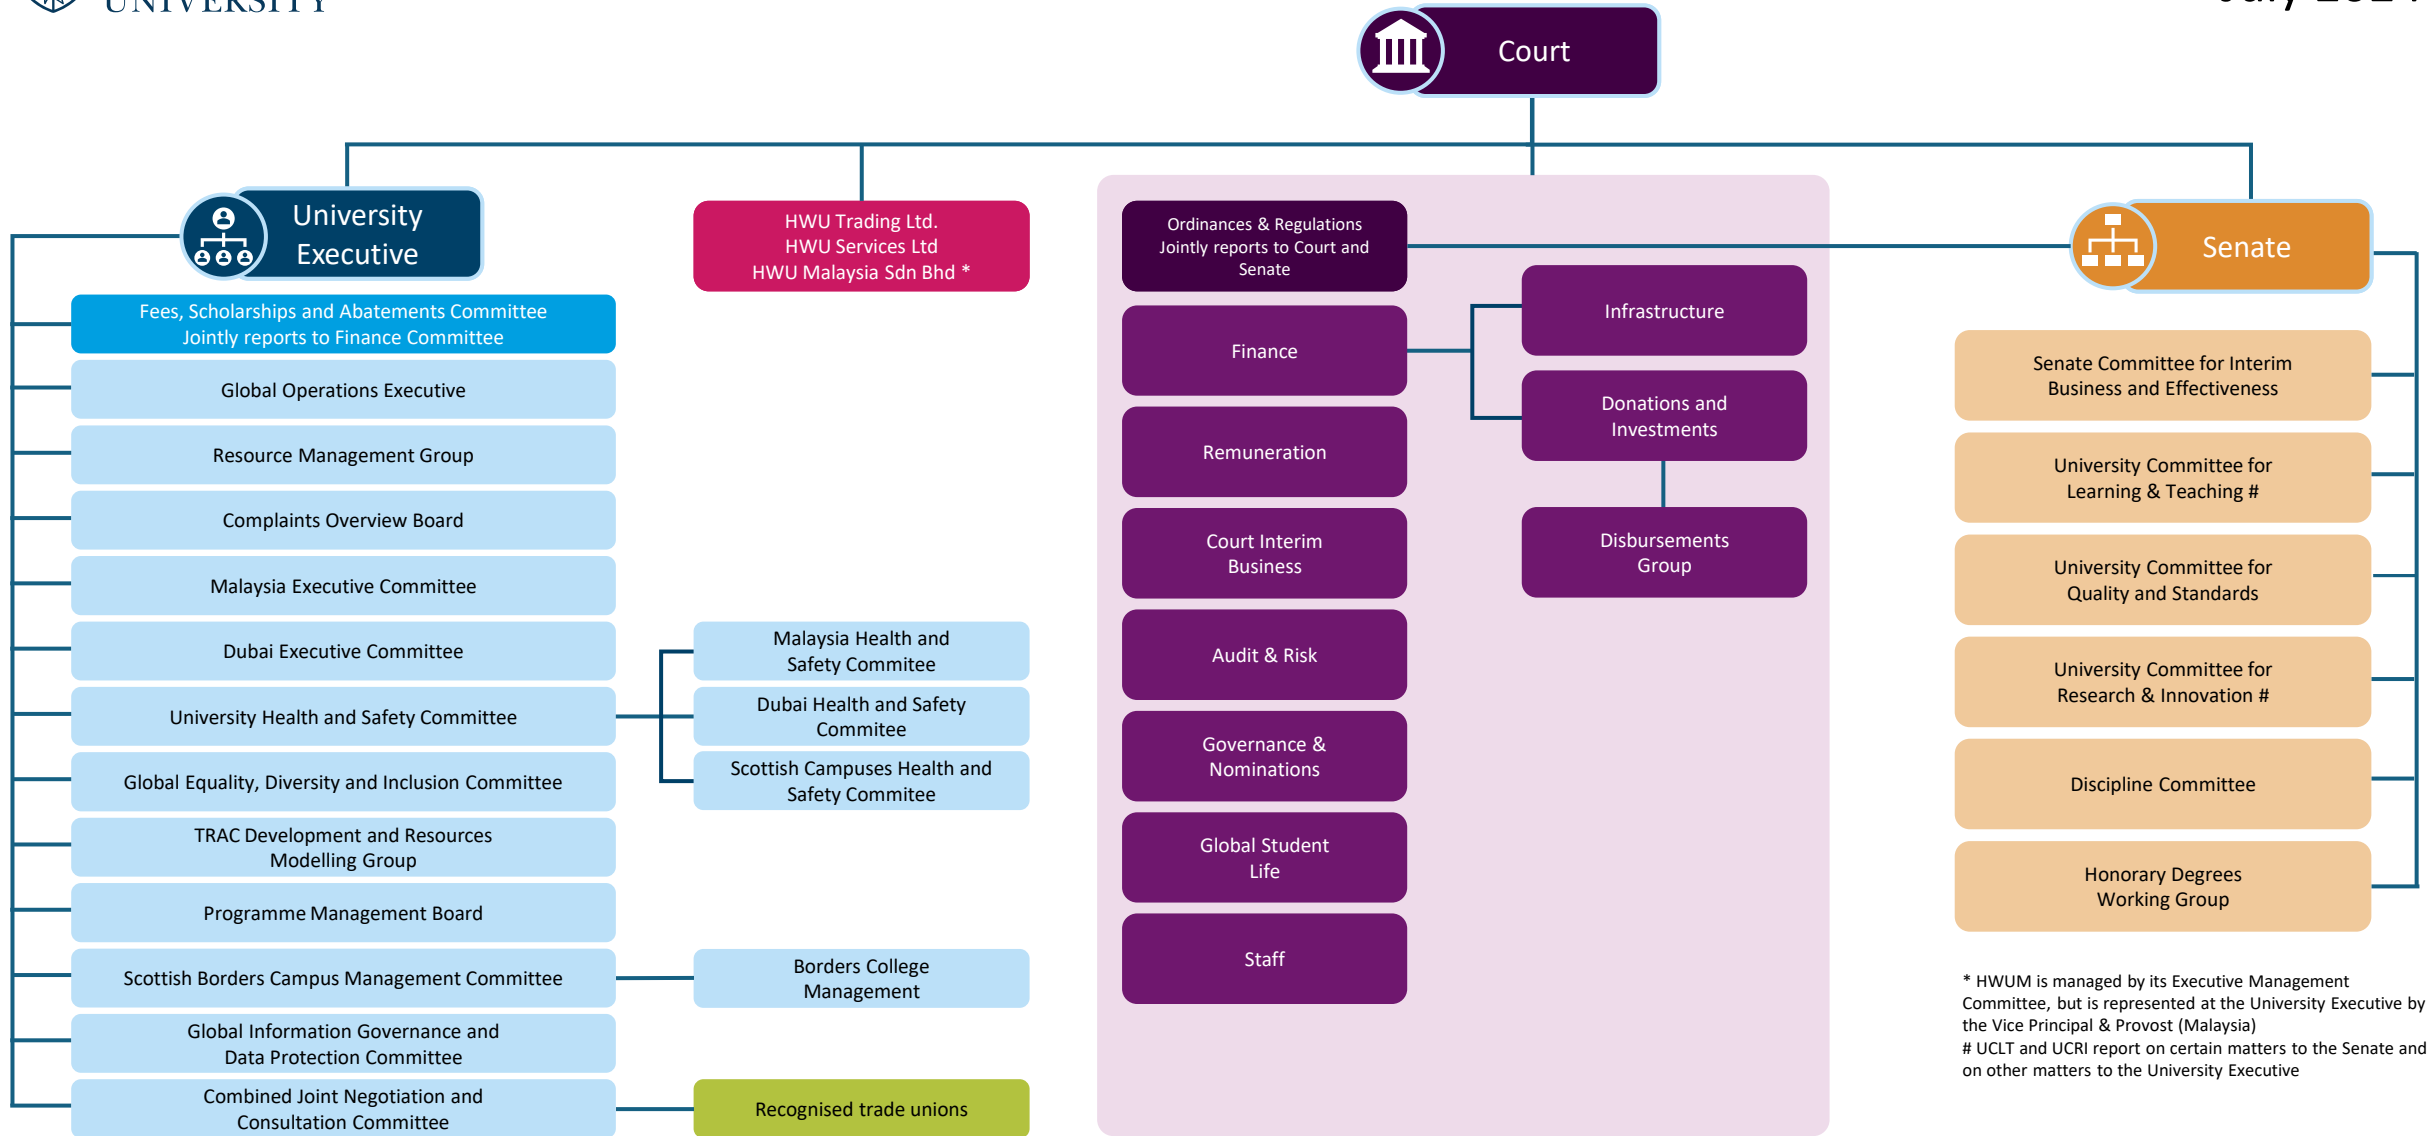 UNIVERSITY
July 2024
Court
University
Executive
HWU Trading Ltd.
HWU Services Ltd
HWU Malaysia Sdn Bhd *
Ordinances & Regulations
Jointly reports to Court and
Senate
Senate
Fees, Scholarships and Abatements Committee
Jointly reports to Finance Committee
Global Operations Executive
Resource Management Group
Complaints Overview Board
Malaysia Executive Committee
Dubai Executive Committee
University Health and Safety Committee
Global Equality, Diversity and Inclusion Committee
TRAC Development and Resources
Modelling Group
Programme Management Board
Scottish Borders Campus Management Committee
Global Information Governance and
Data Protection Committee
Combined Joint Negotiation and
Consultation Committee
Malaysia Health and
Safety Commitee
Dubai Health and Safety
Commitee
Scottish Campuses Health and
Safety Commitee
Borders College
Management
Recognised trade unions
Finance
Remuneration
Court Interim
Business
Audit & Risk
Governance &
Nominations
Global Student
Life
Staff
Infrastructure
Donations and
Investments
Disbursements
Group
Senate Committee for Interim
Business and Effectiveness
University Committee for
Learning & Teaching #
University Committee for
Quality and Standards
University Committee for
Research & Innovation #
Discipline Committee
Honorary Degrees
Working Group
* HWUM is managed by its Executive Management
Committee, but is represented at the University Executive by
the Vice Principal & Provost (Malaysia)
# UCLT and UCRI report on certain matters to the Senate and
on other matters to the University Executive